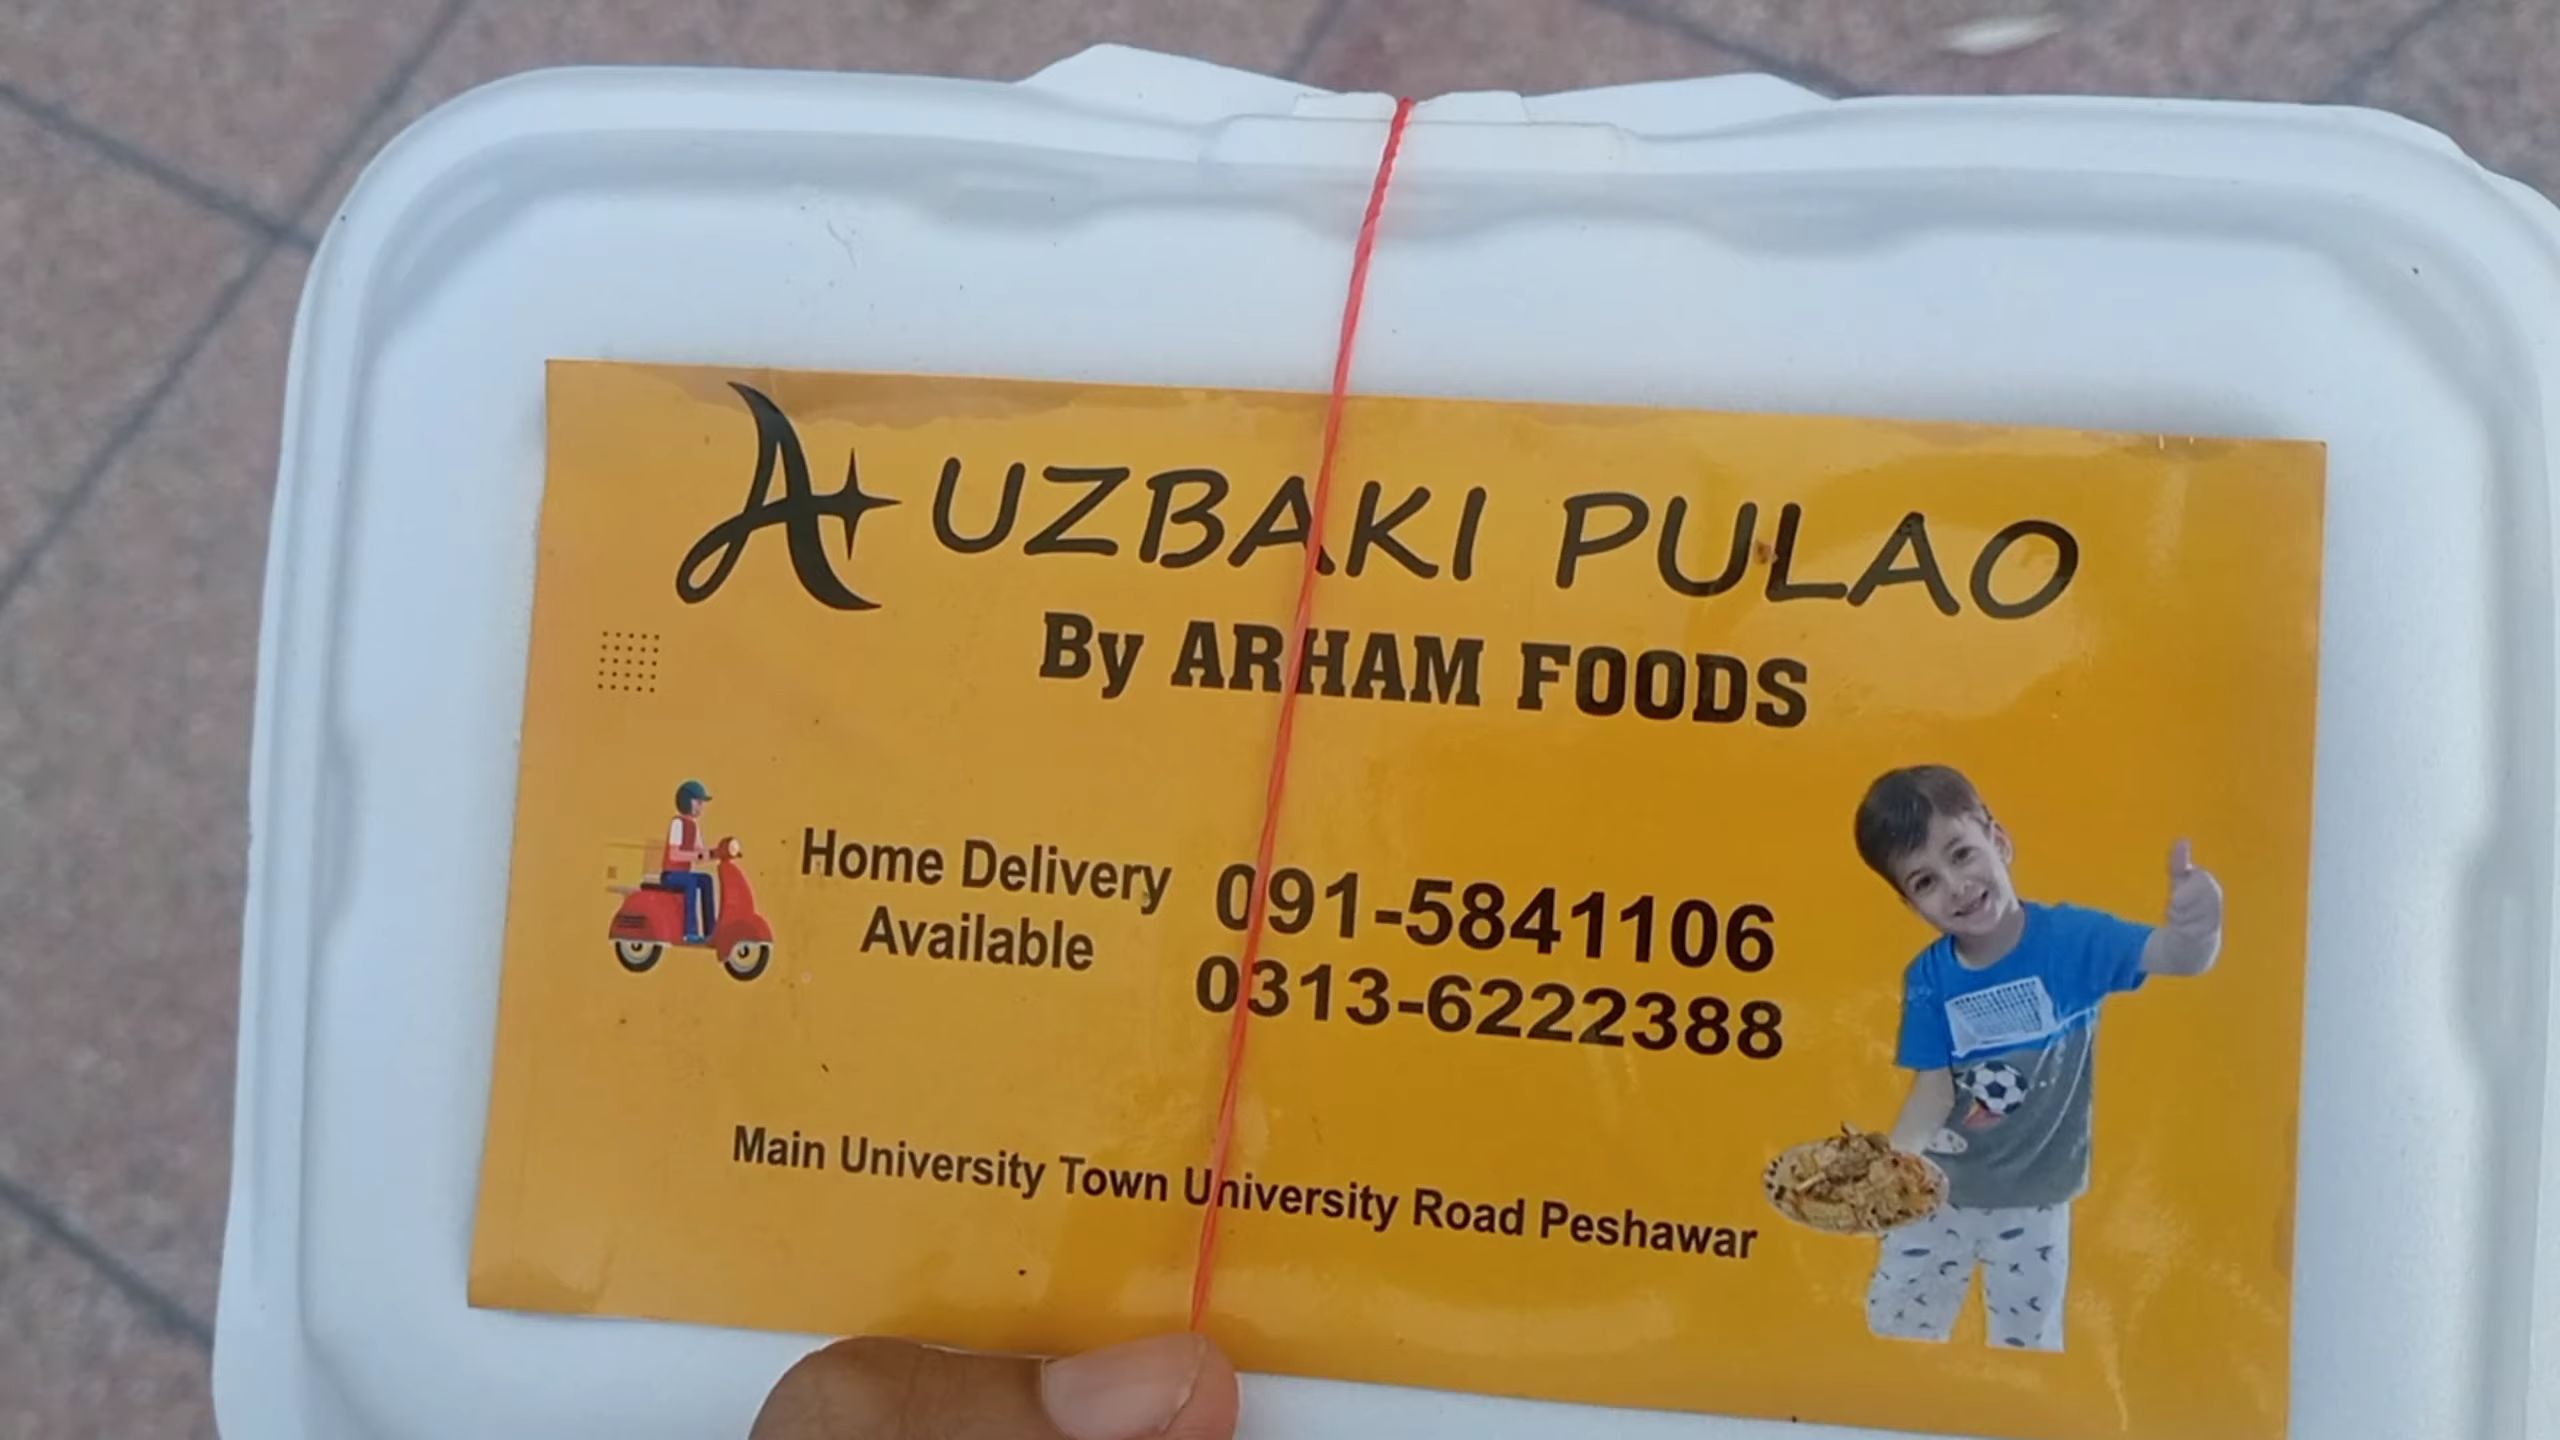 A+ UZBAKI PULAO
By ARHAM FOODS
Home Delivery
Available
091-5841106
0313-6222388
Main University Town University Road Peshawar